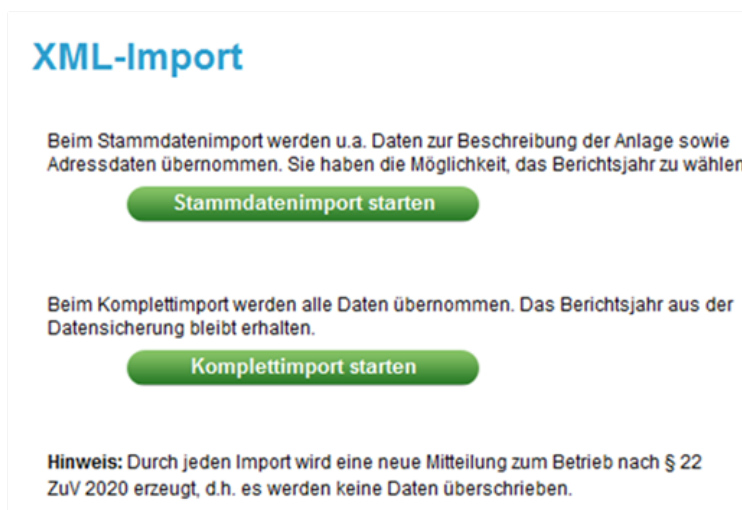 XML-Import
Beim Stammdatenimport werden u.a. Daten zur Beschreibung der Anlage sowie
Adressdaten übernommen. Sie haben die Möglichkeit, das Berichtsjahr zu wählen
Stammdatenimport starten
Beim Komplettimport werden alle Daten übernommen. Das Berichtsjahr aus der
Datensicherung bleibt erhalten.
Komplettimport starten
Hinweis: Durch jeden Import wird eine neue Mitteilung zum Betrieb nach § 22
ZuV 2020 erzeugt, d.h. es werden keine Daten überschrieben.